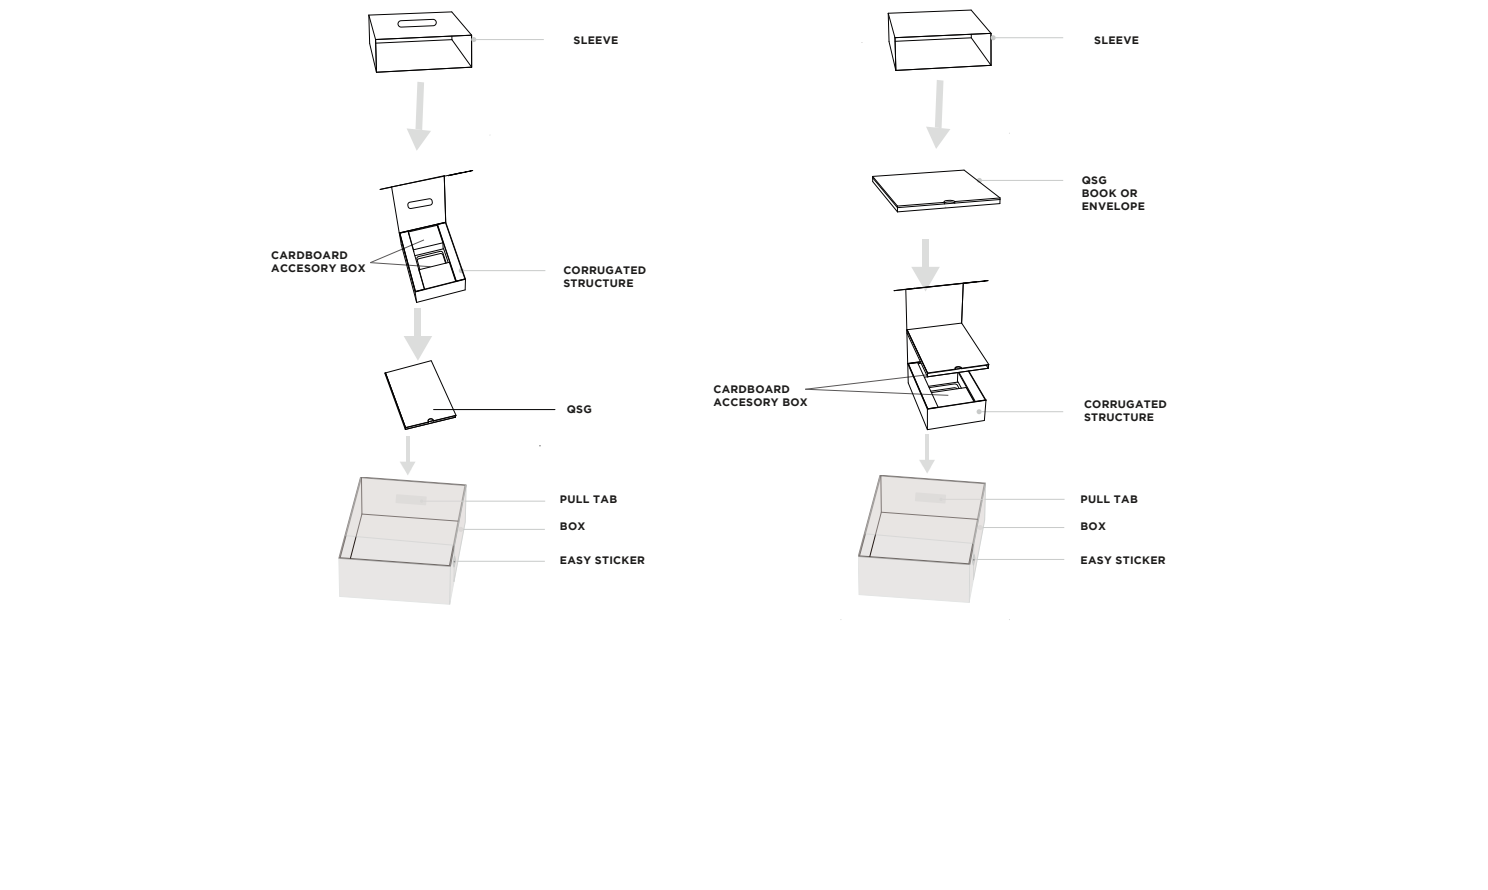 SLEEVE
CARDBOARD
ACCESORY BOX
CORRUGATED
STRUCTURE
QSG
PULL TAB
BOX
EASY STICKER
SLEEVE
QSG
BOOK OR
ENVELOPE
CARDBOARD
ACCESORY BOX
CORRUGATED
STRUCTURE
PULL TAB
BOX
EASY STICKER